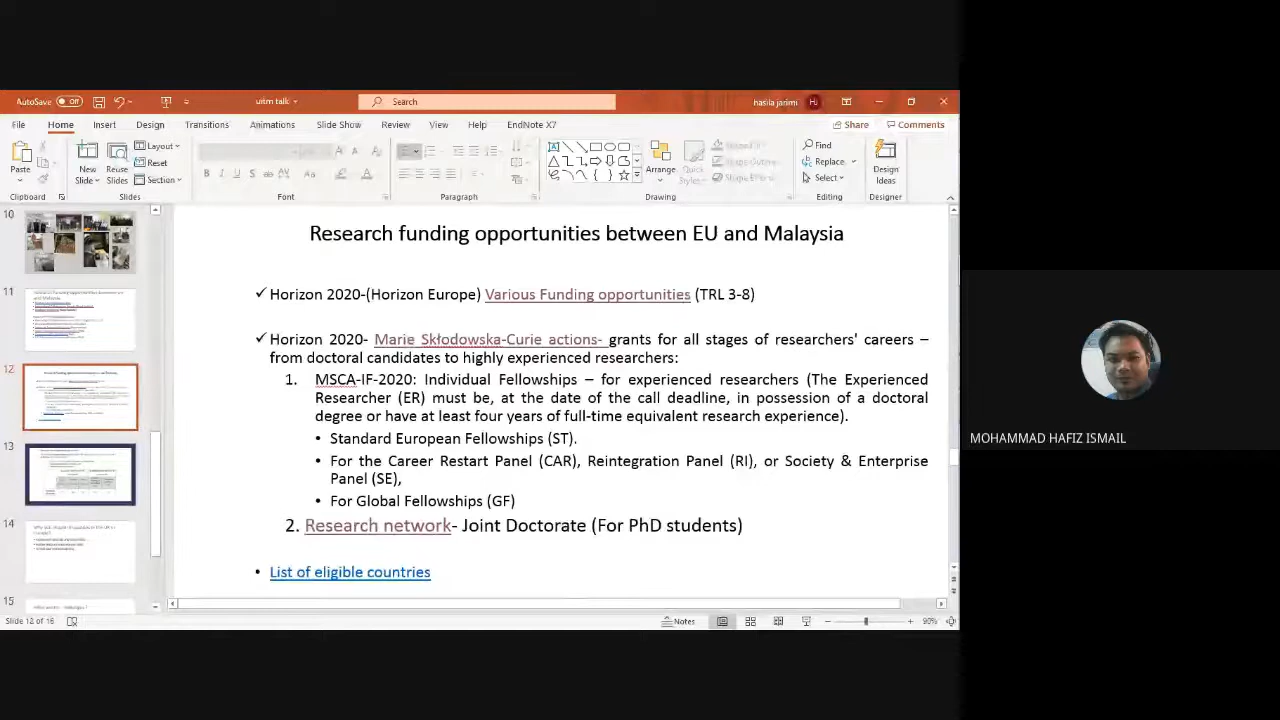 AutoSave Off uitm talk Search hasila jarimi HJ
File Home Insert Design Transitions Animations Slide Show Review View Help EndNote X7 Share Comments
Paste New Slide Reuse Slides Layout Reset Section Arrange Quick Styles Shape Fill Shape Outline Shape Effects Find Replace Select Design Ideas
Clipboard Slides Font Paragraph Drawing Editing Designer
10
11
12
13
14
15
Research funding opportunities between EU and Malaysia
✓ Horizon 2020-(Horizon Europe) Various Funding opportunities (TRL 3-8)
✓ Horizon 2020- Marie Skłodowska-Curie actions- grants for all stages of researchers' careers –
from doctoral candidates to highly experienced researchers:
1. MSCA-IF-2020: Individual Fellowships – for experienced researchers (The Experienced
Researcher (ER) must be, at the date of the call deadline, in possession of a doctoral
degree or have at least four years of full-time equivalent research experience).
• Standard European Fellowships (ST).
• For the Career Restart Panel (CAR), Reintegration Panel (RI), or Society & Enterprise
Panel (SE),
• For Global Fellowships (GF)
2. Research network- Joint Doctorate (For PhD students)
• List of eligible countries
Slide 12 of 16 Notes 90%
MOHAMMAD HAFIZ ISMAIL